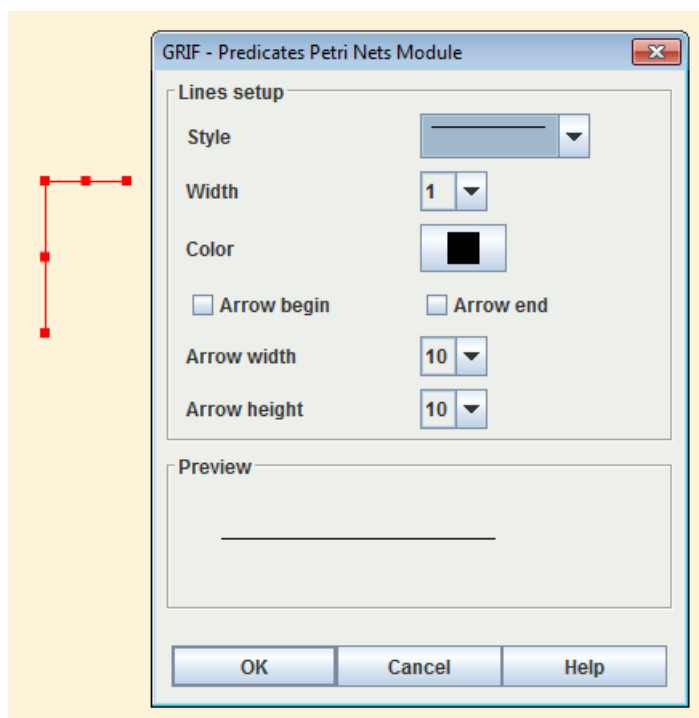 GRIF - Predicates Petri Nets Module
Lines setup
Style
Width 1
Color
Arrow begin Arrow end
Arrow width 10
Arrow height 10
Preview
OK Cancel Help